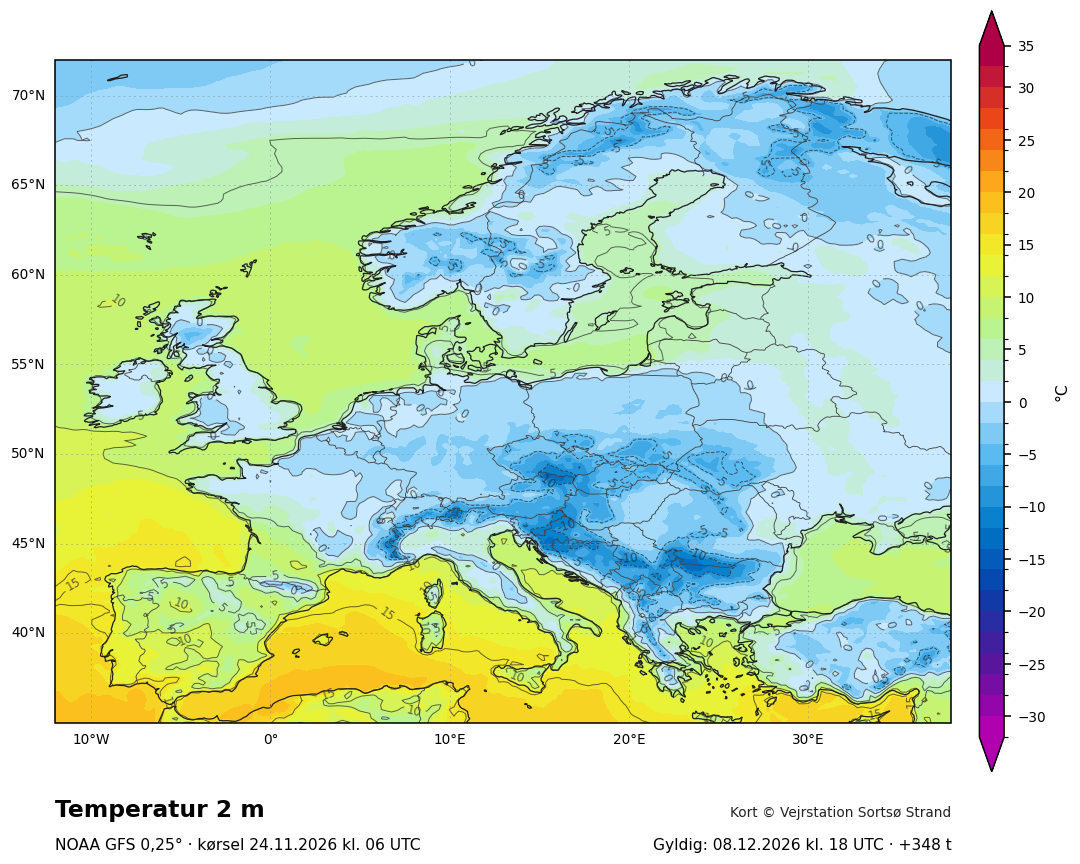 70°N
65°N
60°N
55°N
50°N
45°N
40°N
10°W 0° 10°E 20°E 30°E
35
30
25
20
15
10
5
0
−5
−10
−15
−20
−25
−30
°C
Temperatur 2 m
Kort © Vejrstation Sortsø Strand
NOAA GFS 0,25° · kørsel 24.11.2026 kl. 06 UTC
Gyldig: 08.12.2026 kl. 18 UTC · +348 t